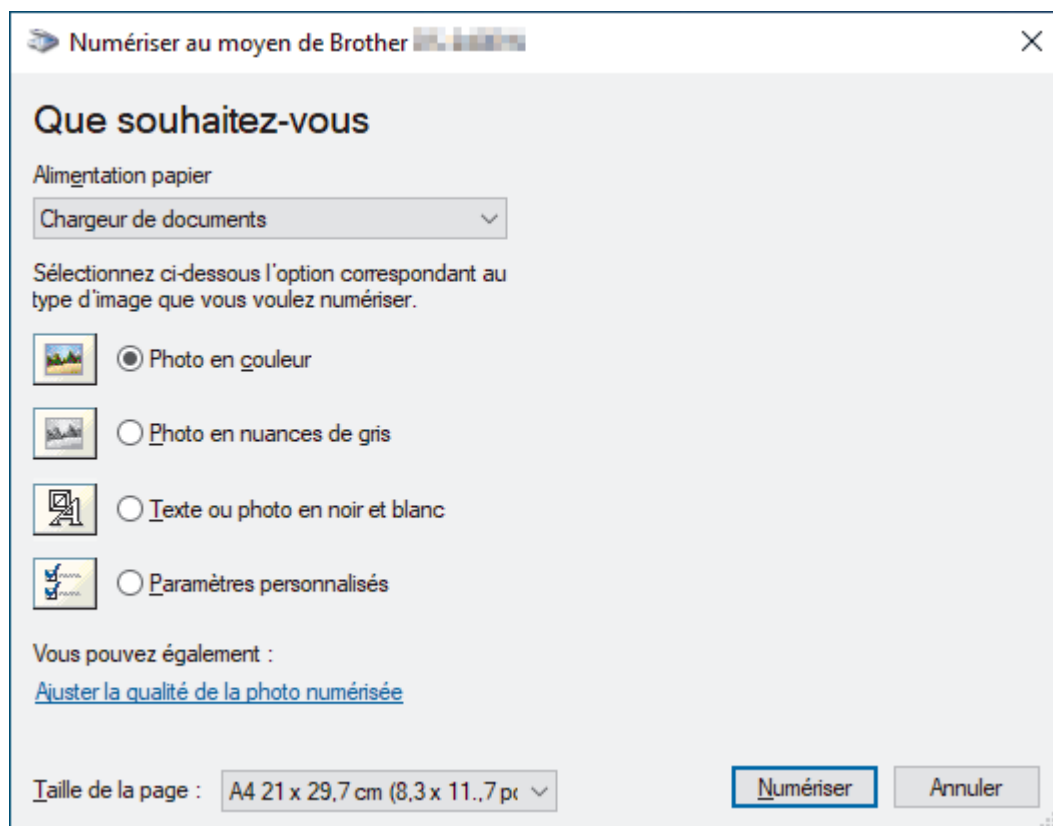 Numériser au moyen de Brother
Que souhaitez-vous
Alimentation papier
Chargeur de documents
Sélectionnez ci-dessous l'option correspondant au
type d'image que vous voulez numériser.
Photo en couleur
Photo en nuances de gris
Texte ou photo en noir et blanc
Paramètres personnalisés
Vous pouvez également :
Ajuster la qualité de la photo numérisée
Taille de la page : A4 21 x 29,7 cm (8,3 x 11.,7 po
Numériser Annuler